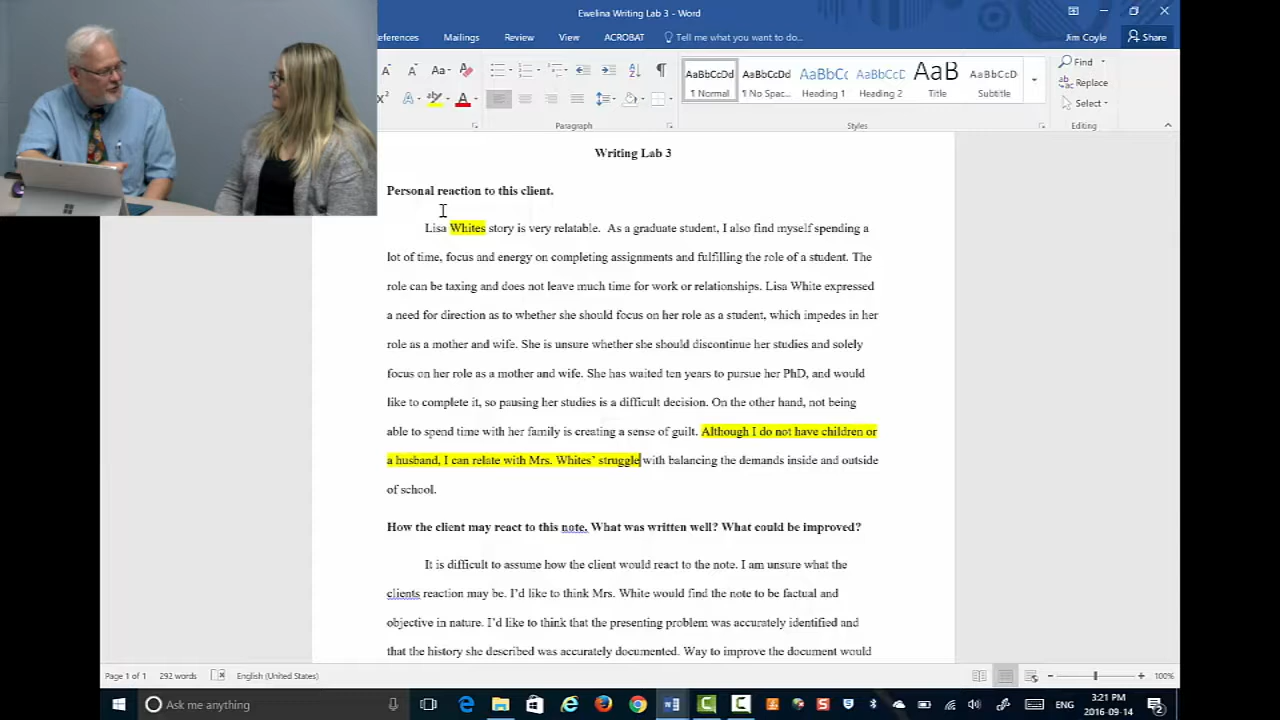 Ewelina Writing Lab 3 - Word
eferences Mailings Review View ACROBAT Tell me what you want to do... Jim Coyle Share
Find
Replace
Select
AaBbCcDd AaBbCcDd AaBbCc AaBbCcC AaB AaBbCcD
¶ Normal ¶ No Spac... Heading 1 Heading 2 Title Subtitle
Paragraph Styles Editing
Writing Lab 3
Personal reaction to this client.
Lisa Whites story is very relatable. As a graduate student, I also find myself spending a
lot of time, focus and energy on completing assignments and fulfilling the role of a student. The
role can be taxing and does not leave much time for work or relationships. Lisa White expressed
a need for direction as to whether she should focus on her role as a student, which impedes in her
role as a mother and wife. She is unsure whether she should discontinue her studies and solely
focus on her role as a mother and wife. She has waited ten years to pursue her PhD, and would
like to complete it, so pausing her studies is a difficult decision. On the other hand, not being
able to spend time with her family is creating a sense of guilt. Although I do not have children or
a husband, I can relate with Mrs. Whites' struggle with balancing the demands inside and outside
of school.
How the client may react to this note. What was written well? What could be improved?
It is difficult to assume how the client would react to the note. I am unsure what the
clients reaction may be. I'd like to think Mrs. White would find the note to be factual and
objective in nature. I'd like to think that the presenting problem was accurately identified and
that the history she described was accurately documented. Way to improve the document would
Page 1 of 1 292 words English (United States) 100%
Ask me anything
ENG
3:21 PM
2016-09-14